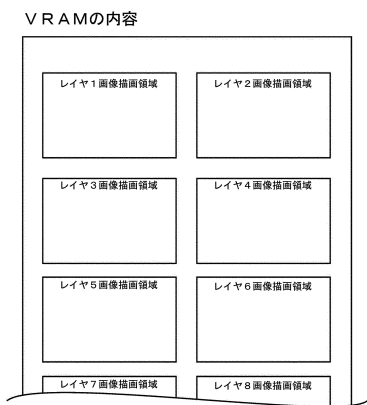 ＶＲＡＭの内容
レイヤ１画像描画領域
レイヤ２画像描画領域
レイヤ３画像描画領域
レイヤ４画像描画領域
レイヤ５画像描画領域
レイヤ６画像描画領域
レイヤ７画像描画領域
レイヤ８画像描画領域